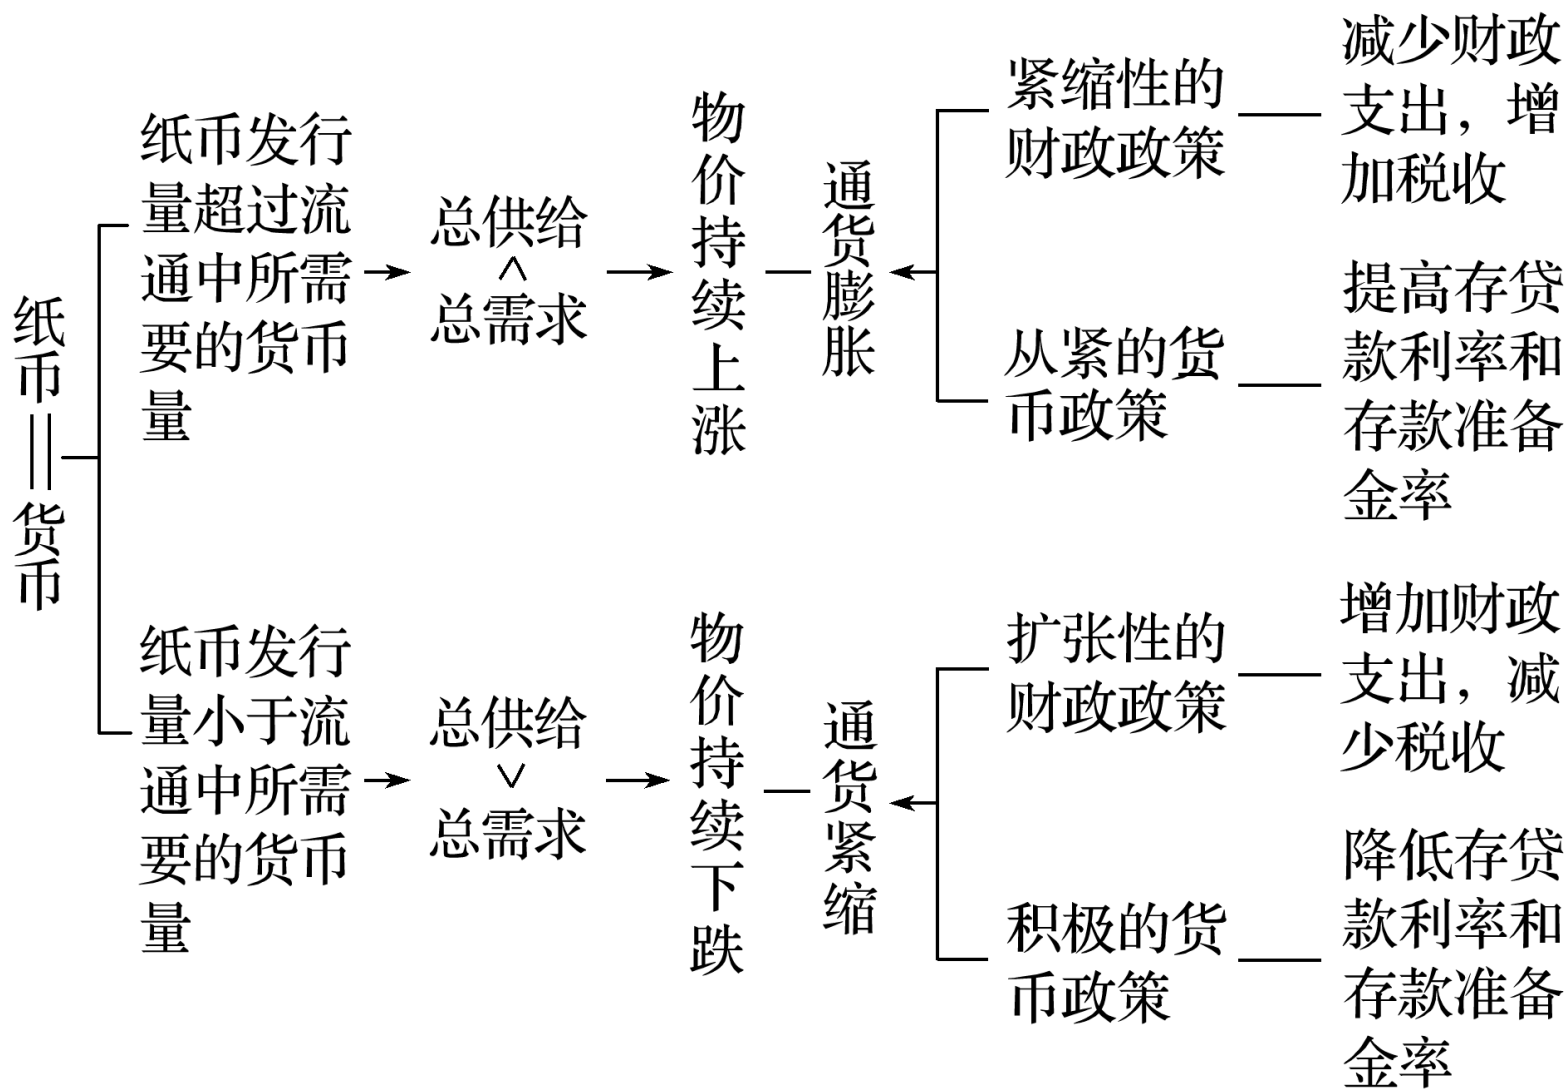 纸币
‖
货币
纸币发行
量超过流
通中所需
要的货币
量
总供给
∧
总需求
物价持续上涨
通货膨胀
紧缩性的
财政政策
减少财政
支出，增
加税收
从紧的货
币政策
提高存贷
款利率和
存款准备
金率
纸币发行
量小于流
通中所需
要的货币
量
总供给
∨
总需求
物价持续下跌
通货紧缩
扩张性的
财政政策
增加财政
支出，减
少税收
积极的货
币政策
降低存贷
款利率和
存款准备
金率